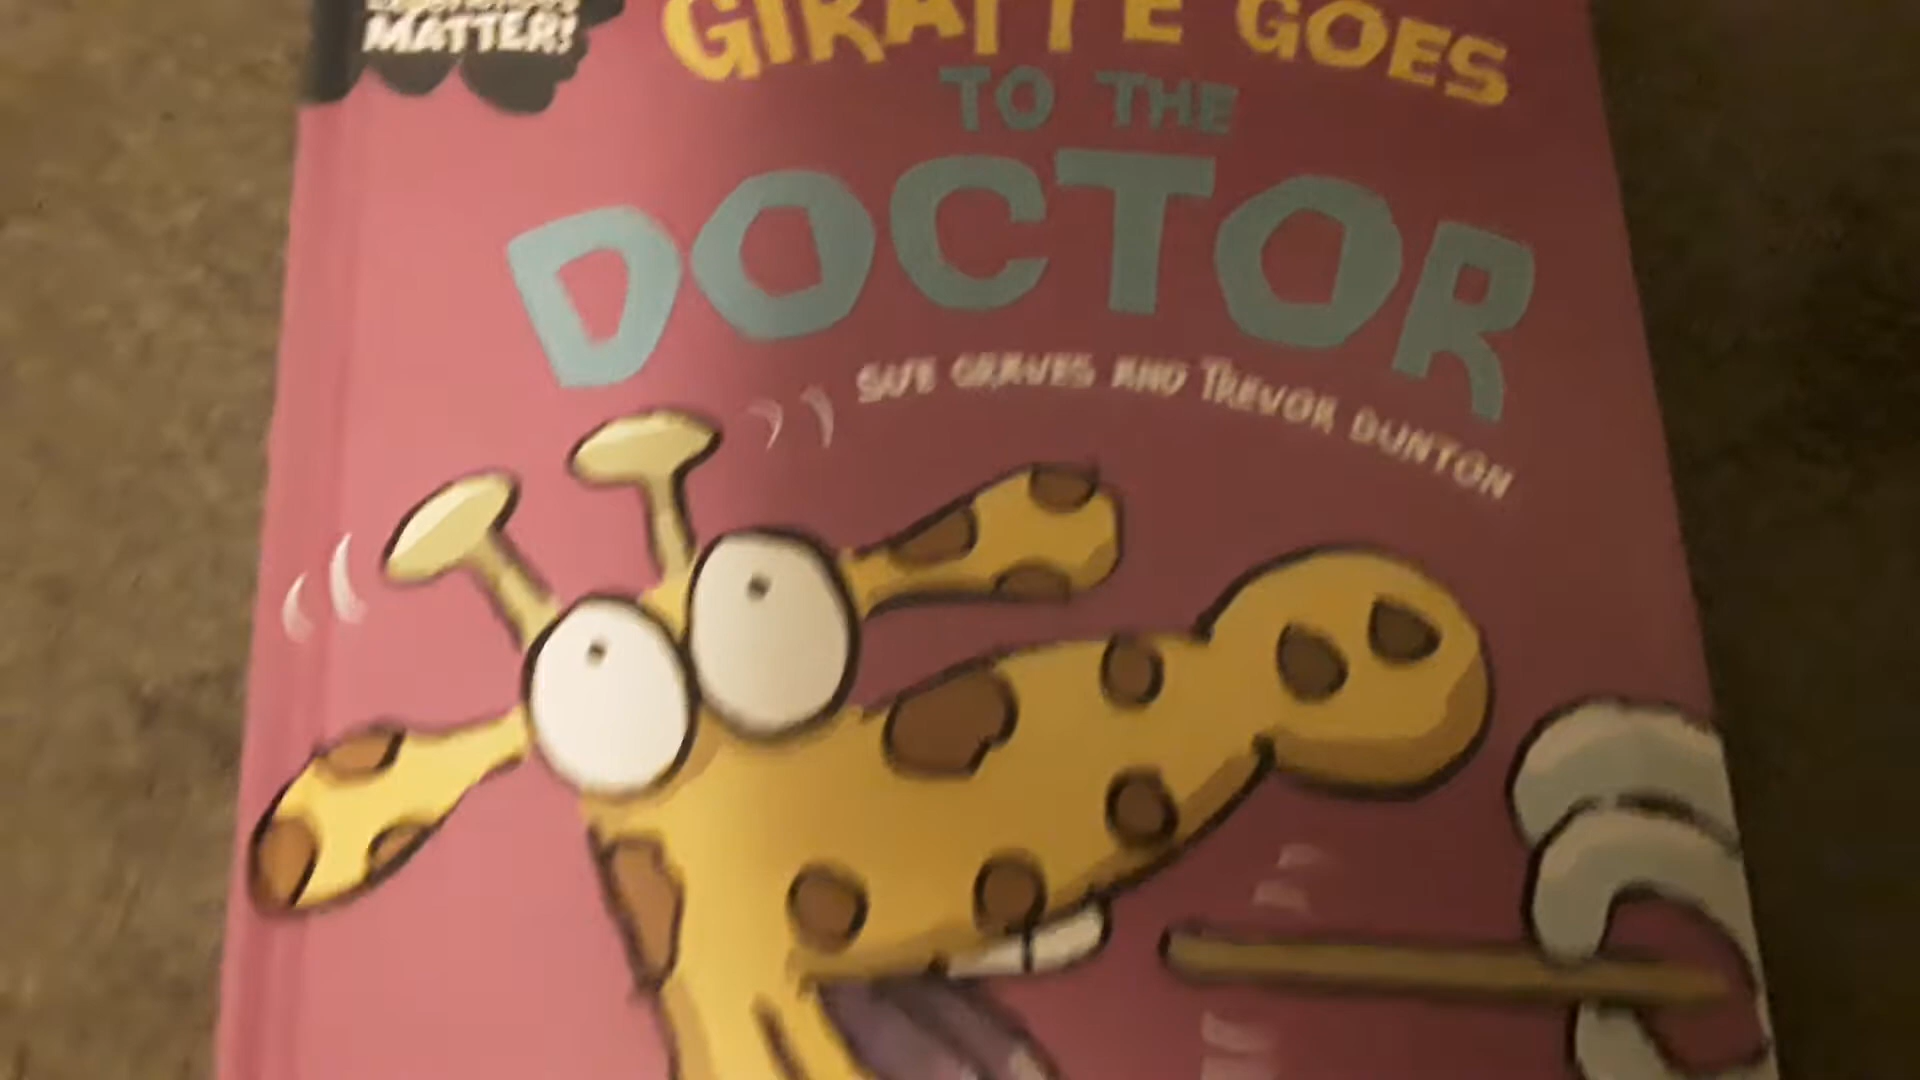 MATTER!
GIRAFFE GOES
TO THE
DOCTOR
SUE GRAVES AND TREVOR DUNTON